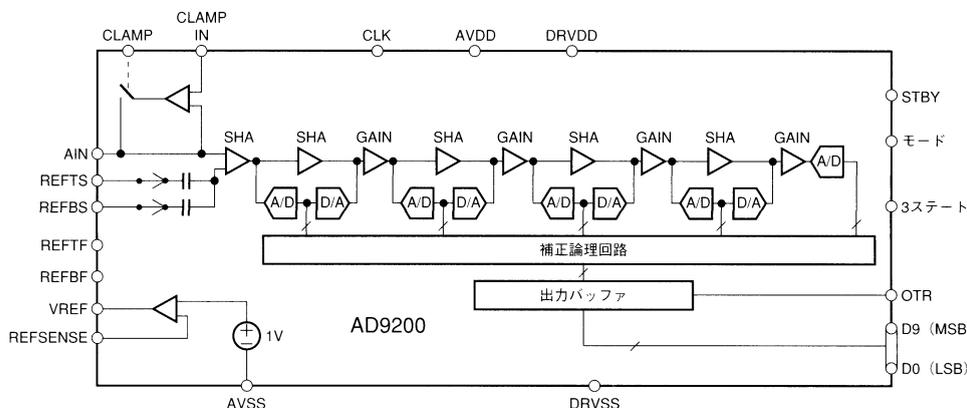 CLAMP
CLAMP
IN
CLK
AVDD
DRVDD
STBY
モード
3ステート
OTR
D9 (MSB
D0 (LSB)
AIN
REFTS
REFBS
REFTF
REFBF
VREF
REFSENSE
SHA
SHA
GAIN
SHA
GAIN
SHA
GAIN
SHA
GAIN
A/D
A/D
D/A
A/D
D/A
A/D
D/A
A/D
D/A
補正論理回路
出力バッファ
AD9200
1V
AVSS
DRVSS